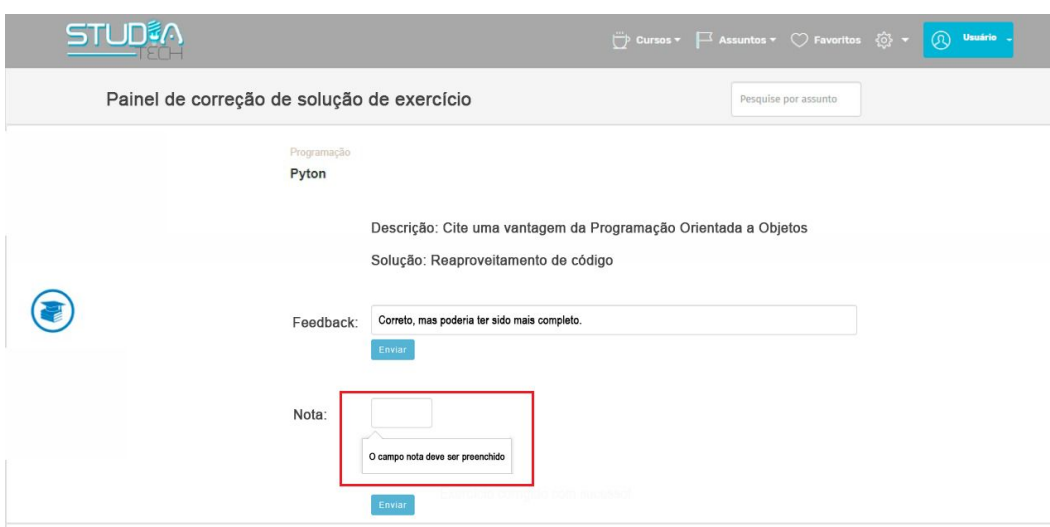 STUDIA
TECH
Cursos Assuntos Favoritos Usuário
Painel de correção de solução de exercício
Pesquise por assunto
Programação
Pyton
Descrição: Cite uma vantagem da Programação Orientada a Objetos
Solução: Reaproveitamento de código
Feedback: Correto, mas poderia ter sido mais completo.
Enviar
Nota:
O campo nota deve ser preenchido
Enviar